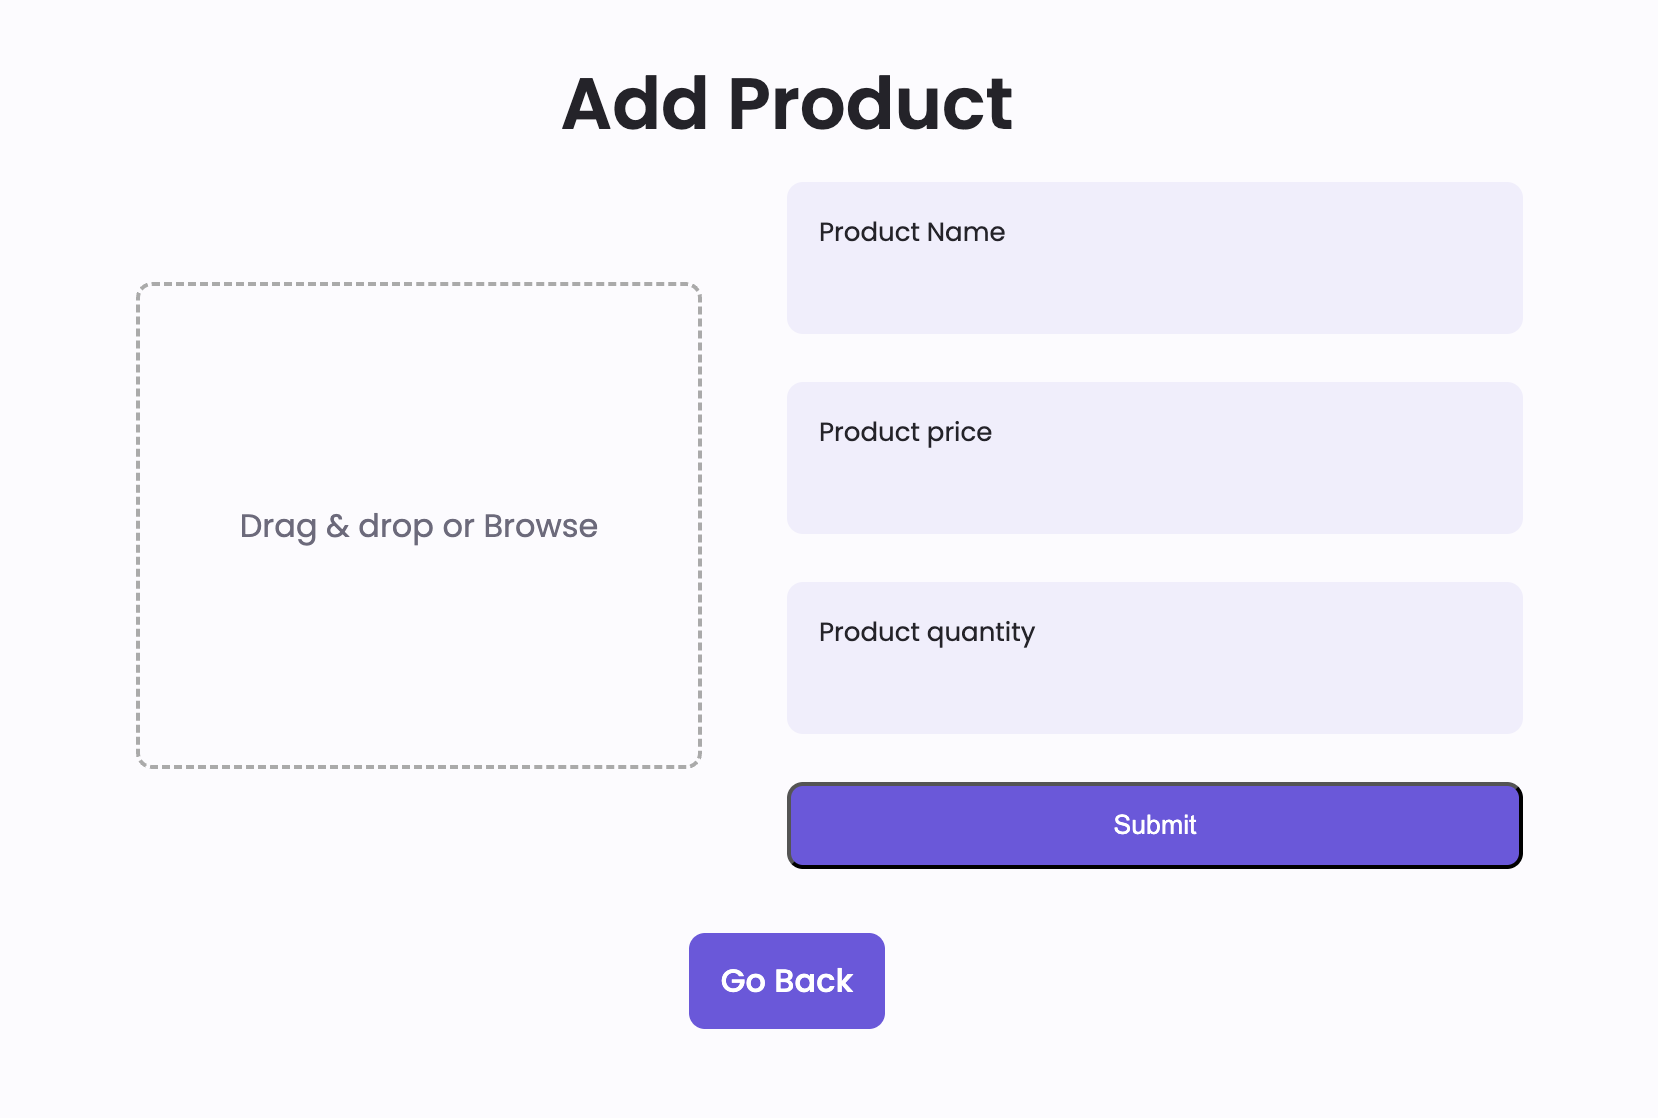 Add Product
Product Name
Drag & drop or Browse
Product price
Product quantity
Submit
Go Back